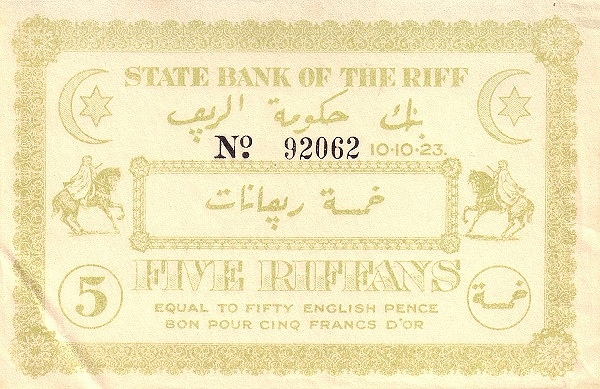 STATE BANK OF THE RIFF
بنك حكومة الريف
Nº 92062 10·10·23.
خمسة ريفانات
FIVE RIFFANS
5
EQUAL TO FIFTY ENGLISH PENCE
BON POUR CINQ FRANCS D'OR
خمسة